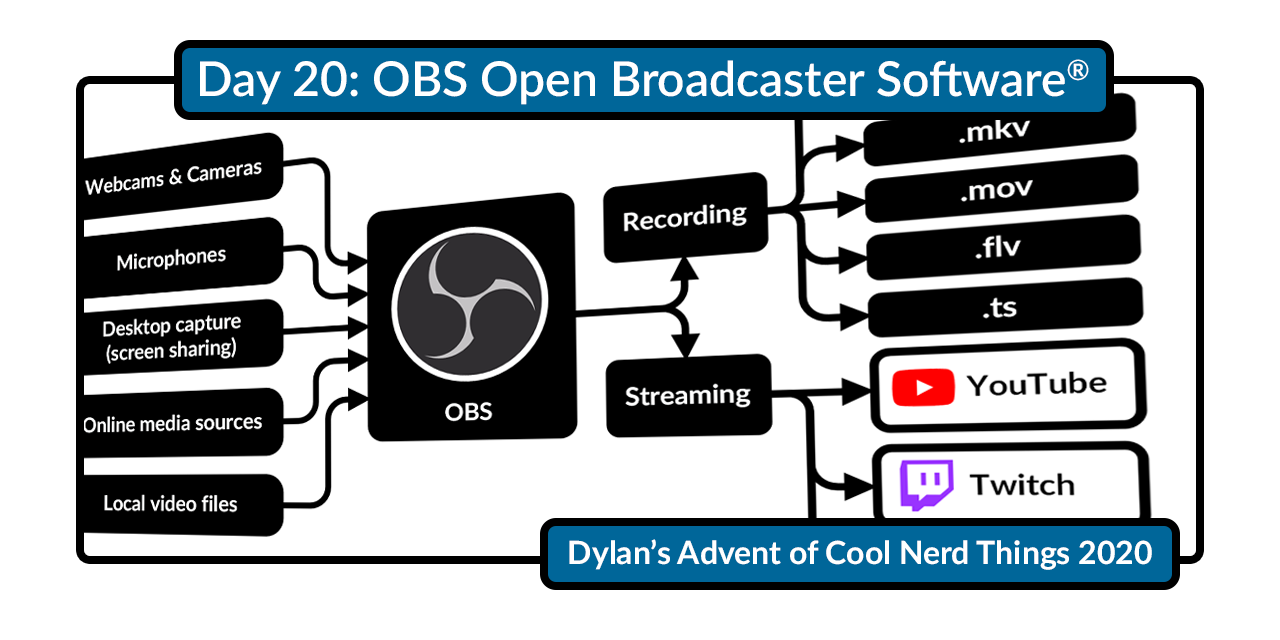 Day 20: OBS Open Broadcaster Software®
Webcams & Cameras
Microphones
Desktop capture
(screen sharing)
Online media sources
Local video files
OBS
Recording
Streaming
.mkv
.mov
.flv
.ts
YouTube
Twitch
Dylan’s Advent of Cool Nerd Things 2020